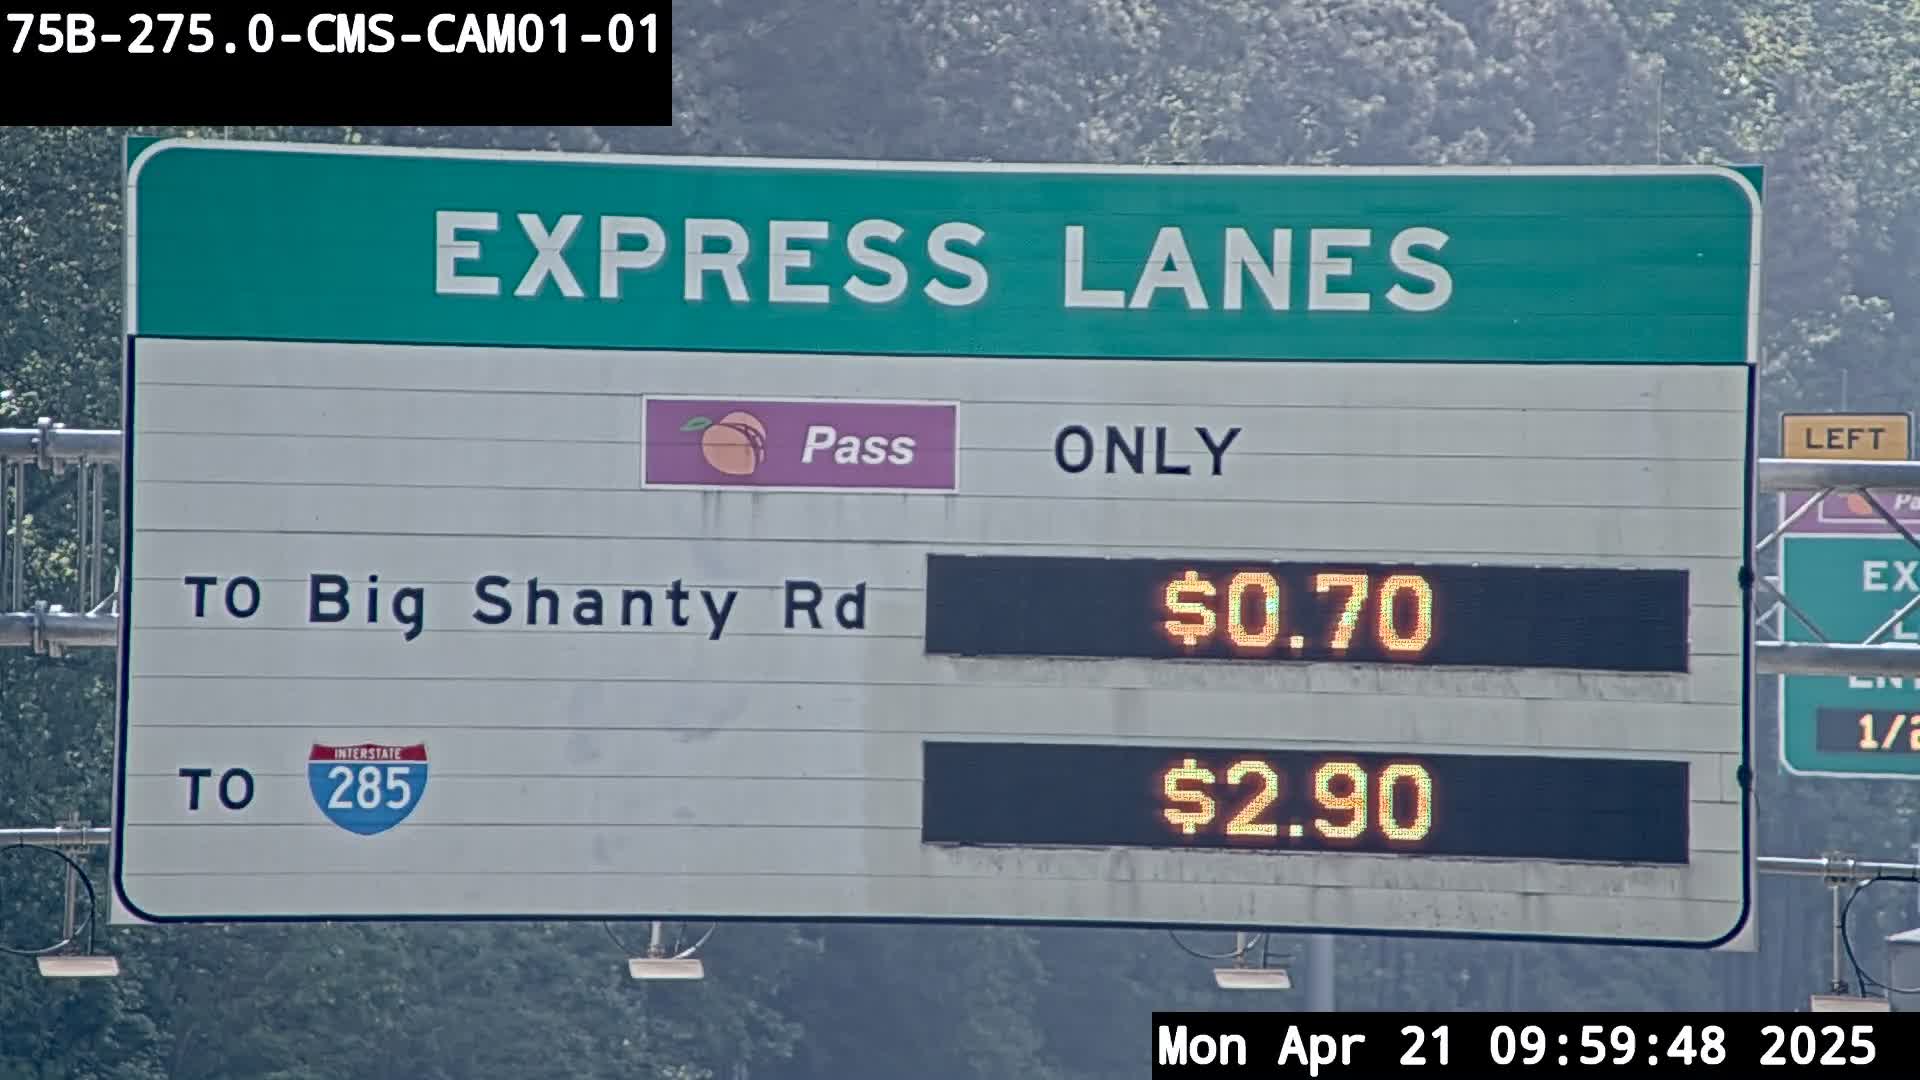 75B-275.0-CMS-CAM01-01
EXPRESS LANES
Pass ONLY
TO Big Shanty Rd $0.70
TO INTERSTATE 285 $2.90
LEFT
Mon Apr 21 09:59:48 2025